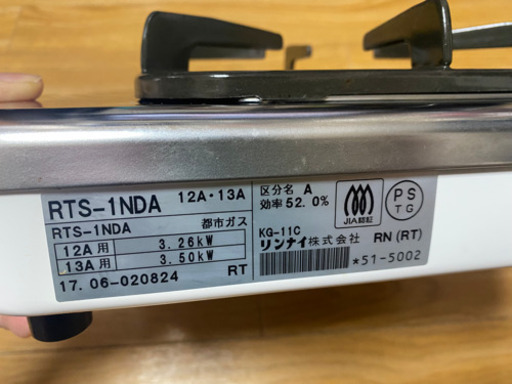 RTS-1NDA 12A・13A
RTS-1NDA 都市ガス
12A用 3.26kW
13A用 3.50kW
17.06-020824 RT
区分名 A
効率 52.0%
JIA認証
PS
TG
KG-11C
リンナイ株式会社 RN (RT)
*51-5002